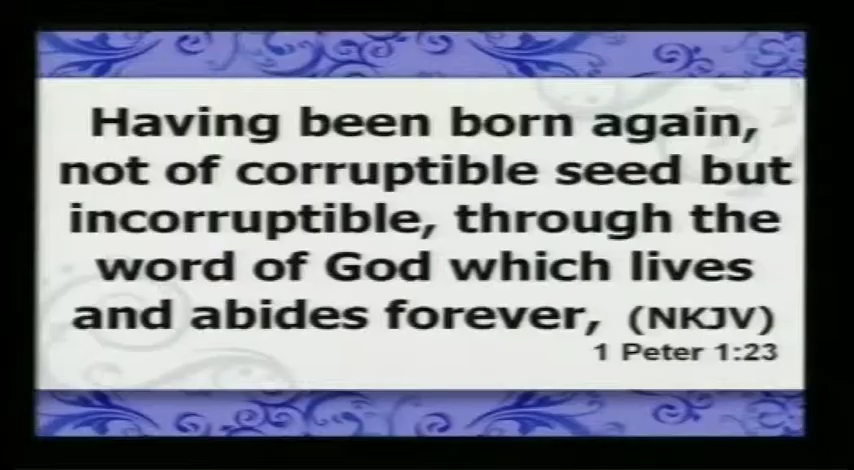 Having been born again,
not of corruptible seed but
incorruptible, through the
word of God which lives
and abides forever, (NKJV)
1 Peter 1:23